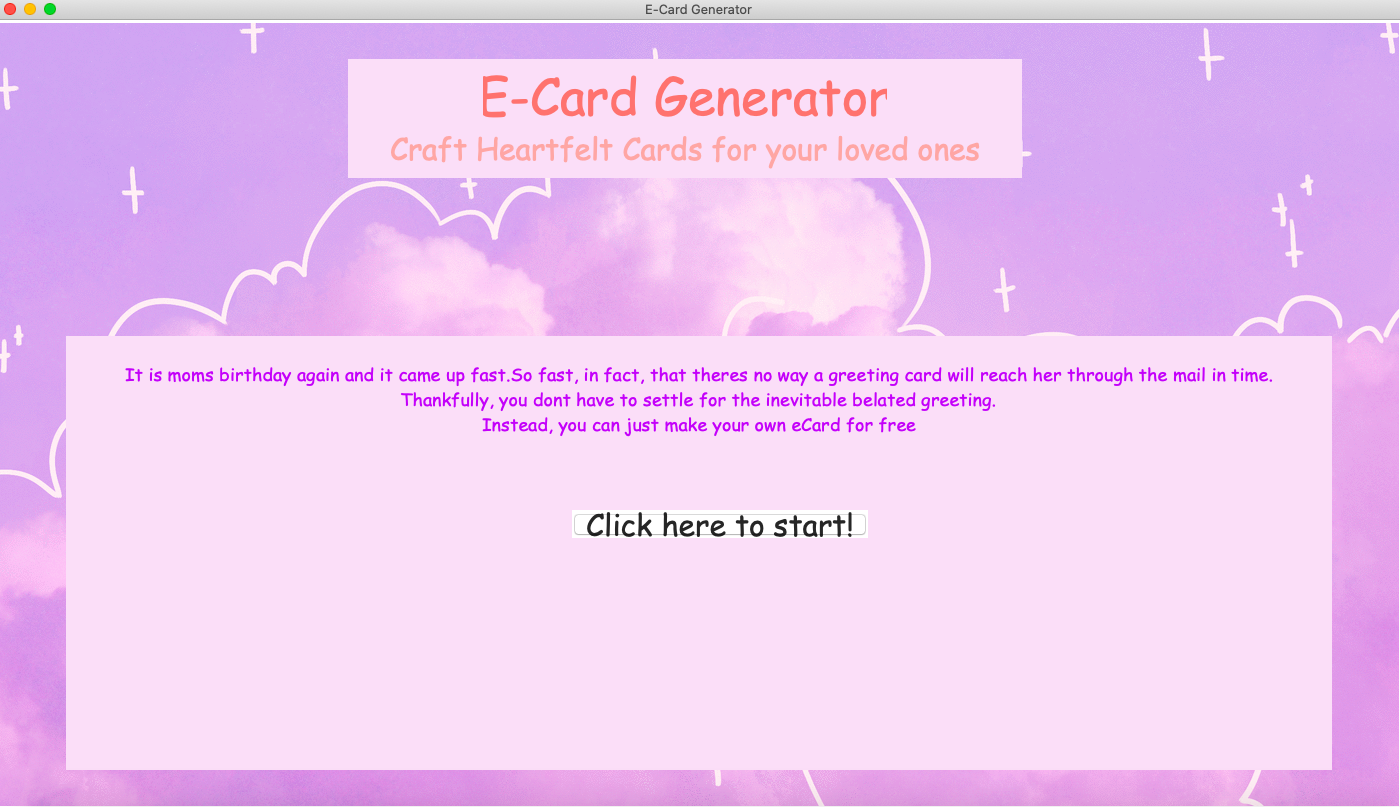 E-Card Generator
E-Card Generator
Craft Heartfelt Cards for your loved ones
It is moms birthday again and it came up fast.So fast, in fact, that theres no way a greeting card will reach her through the mail in time.
Thankfully, you dont have to settle for the inevitable belated greeting.
Instead, you can just make your own eCard for free
Click here to start!